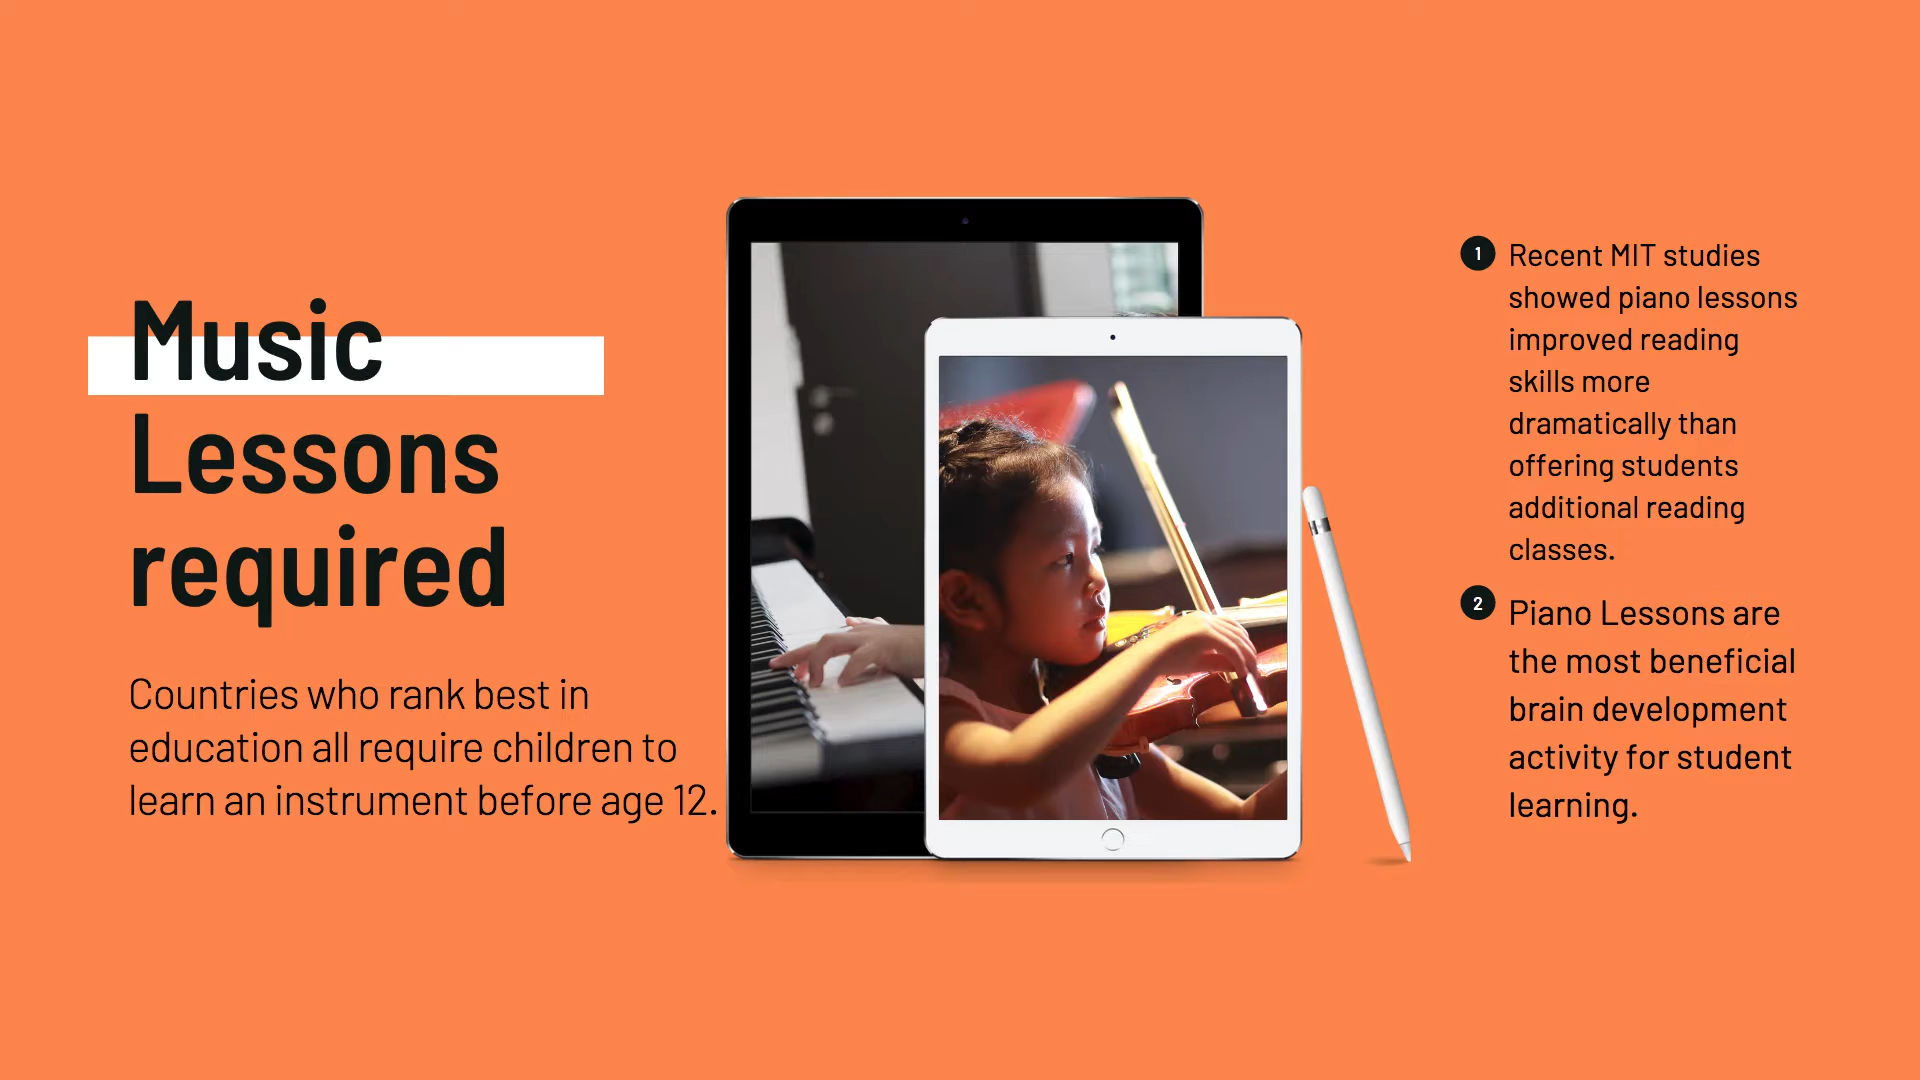 Music
Lessons
required
Countries who rank best in
education all require children to
learn an instrument before age 12.
1
Recent MIT studies
showed piano lessons
improved reading
skills more
dramatically than
offering students
additional reading
classes.
2
Piano Lessons are
the most beneficial
brain development
activity for student
learning.